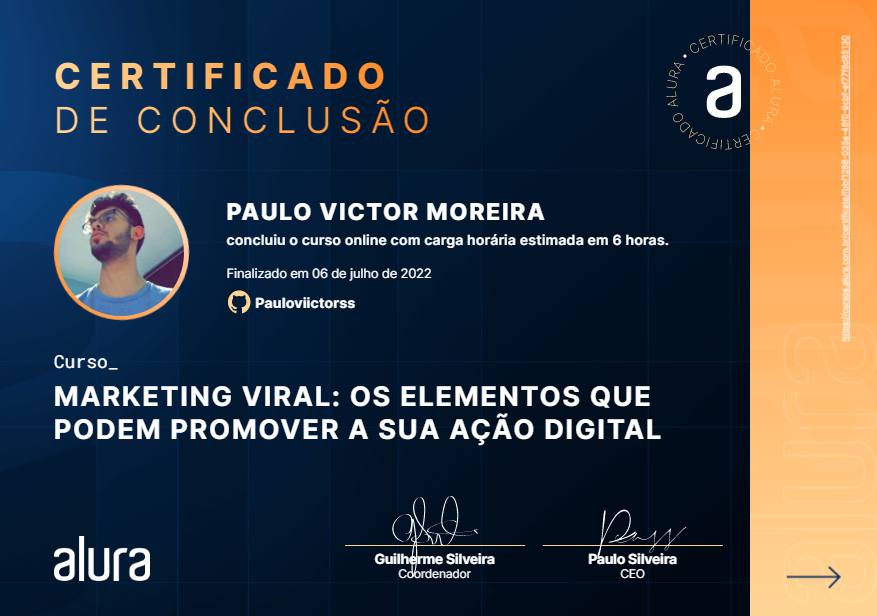 CERTIFICADO
DE CONCLUSÃO
CERTIFICADO ALURA • CERTIFICADO ALURA •
a
PAULO VICTOR MOREIRA
concluiu o curso online com carga horária estimada em 6 horas.
Finalizado em 06 de julho de 2022
Pauloviictorss
Curso_
MARKETING VIRAL: OS ELEMENTOS QUE
PODEM PROMOVER A SUA AÇÃO DIGITAL
alura
Guilherme Silveira
Coordenador
Paulo Silveira
CEO
alura